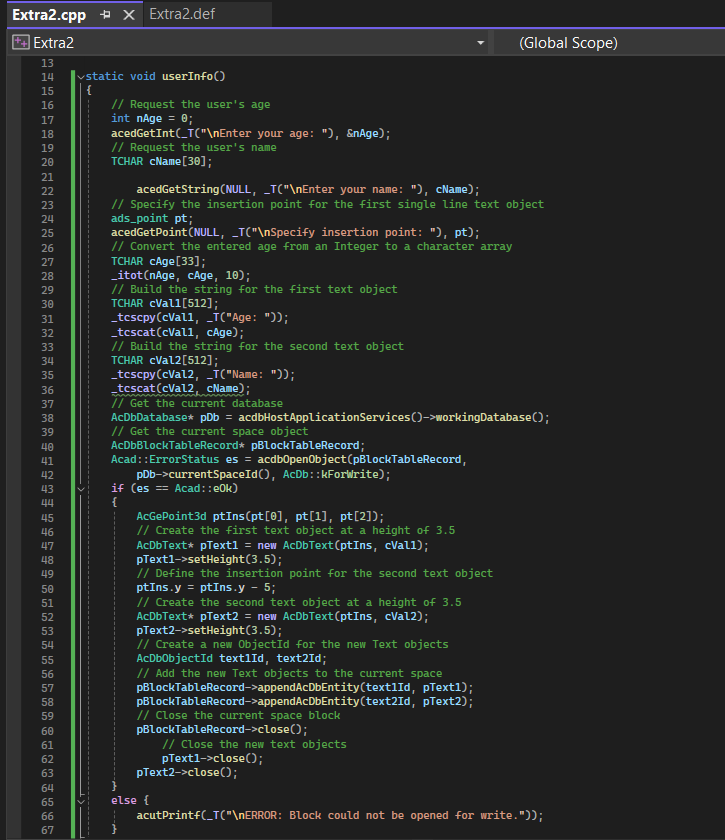 Extra2.cpp Extra2.def
Extra2 (Global Scope)
13
14 static void userInfo()
15 {
16 // Request the user's age
17 int nAge = 0;
18 acedGetInt(_T("\nEnter your age: "), &nAge);
19 // Request the user's name
20 TCHAR cName[30];
21
22 acedGetString(NULL, _T("\nEnter your name: "), cName);
23 // Specify the insertion point for the first single line text object
24 ads_point pt;
25 acedGetPoint(NULL, _T("\nSpecify insertion point: "), pt);
26 // Convert the entered age from an Integer to a character array
27 TCHAR cAge[33];
28 _itot(nAge, cAge, 10);
29 // Build the string for the first text object
30 TCHAR cVal1[512];
31 _tcscpy(cVal1, _T("Age: "));
32 _tcscat(cVal1, cAge);
33 // Build the string for the second text object
34 TCHAR cVal2[512];
35 _tcscpy(cVal2, _T("Name: "));
36 _tcscat(cVal2, cName);
37 // Get the current database
38 AcDbDatabase* pDb = acdbHostApplicationServices()->workingDatabase();
39 // Get the current space object
40 AcDbBlockTableRecord* pBlockTableRecord;
41 Acad::ErrorStatus es = acdbOpenObject(pBlockTableRecord,
42 pDb->currentSpaceId(), AcDb::kForWrite);
43 if (es == Acad::eOk)
44 {
45 AcGePoint3d ptIns(pt[0], pt[1], pt[2]);
46 // Create the first text object at a height of 3.5
47 AcDbText* pText1 = new AcDbText(ptIns, cVal1);
48 pText1->setHeight(3.5);
49 // Define the insertion point for the second text object
50 ptIns.y = ptIns.y - 5;
51 // Create the second text object at a height of 3.5
52 AcDbText* pText2 = new AcDbText(ptIns, cVal2);
53 pText2->setHeight(3.5);
54 // Create a new ObjectId for the new Text objects
55 AcDbObjectId text1Id, text2Id;
56 // Add the new Text objects to the current space
57 pBlockTableRecord->appendAcDbEntity(text1Id, pText1);
58 pBlockTableRecord->appendAcDbEntity(text2Id, pText2);
59 // Close the current space block
60 pBlockTableRecord->close();
61 // Close the new text objects
62 pText1->close();
63 pText2->close();
64 }
65 else {
66 acutPrintf(_T("\nERROR: Block could not be opened for write."));
67 }